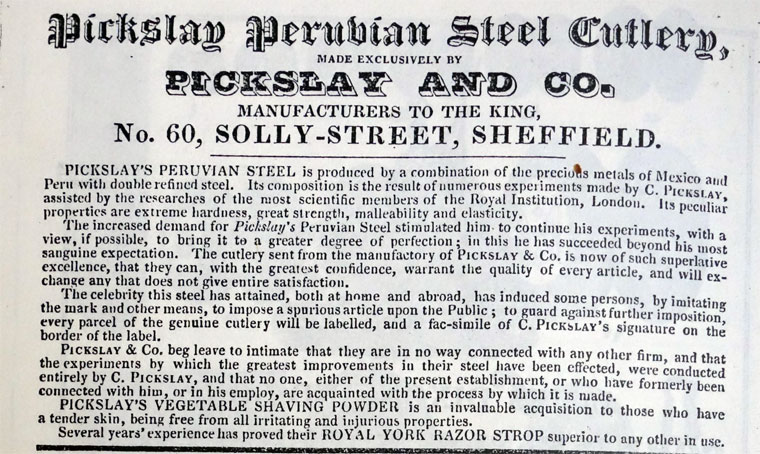 Pickslay Peruvian Steel Cutlery,
MADE EXCLUSIVELY BY
PICKSLAY AND CO.
MANUFACTURERS TO THE KING,
No. 60, SOLLY-STREET, SHEFFIELD.
PICKSLAY'S PERUVIAN STEEL is produced by a combination of the precious metals of Mexico and
Peru with double refined steel. Its composition is the result of numerous experiments made by C. PICKSLAY,
assisted by the researches of the most scientific members of the Royal Institution, London. Its peculiar
properties are extreme hardness, great strength, malleability and elasticity.
The increased demand for Pickslay's Peruvian Steel stimulated him to continue his experiments, with a
view, if possible, to bring it to a greater degree of perfection; in this he has succeeded beyond his most
sanguine expectation. The cutlery sent from the manufactory of PICKSLAY & Co. is now of such superlative
excellence, that they can, with the greatest confidence, warrant the quality of every article, and will ex-
change any that does not give entire satisfaction.
The celebrity this steel has attained, both at home and abroad, has induced some persons, by imitating
the mark and other means, to impose a spurious article upon the Public; to guard against further imposition,
every parcel of the genuine cutlery will be labelled, and a fac-simile of C. PICKSLAY'S signature on the
border of the label.
PICKSLAY & Co. beg leave to intimate that they are in no way connected with any other firm, and that
the experiments by which the greatest improvements in their steel have been effected, were conducted
entirely by C. PICKSLAY, and that no one, either of the present establishment, or who have formerly been
connected with him, or in his employ, are acquainted with the process by which it is made.
PICKSLAY'S VEGETABLE SHAVING POWDER is an invaluable acquisition to those who have
a tender skin, being free from all irritating and injurious properties.
Several years' experience has proved their ROYAL YORK RAZOR STROP superior to any other in use.